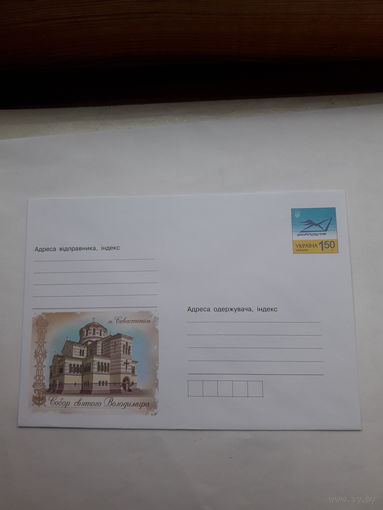 УКРАЇНА 1.50
Адреса відправника, індекс
Адреса одержувача, індекс
м. Севастополь
Собор святого Володимира